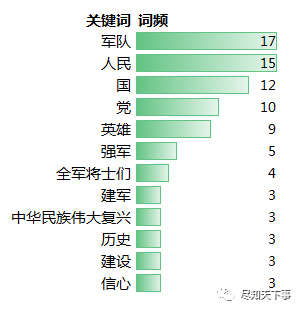 关键词 词频
军队 17
人民 15
国 12
党 10
英雄 9
强军 5
全军将士们 4
建军 3
中华民族伟大复兴 3
历史 3
建设 3
信心 3
尽知天下事